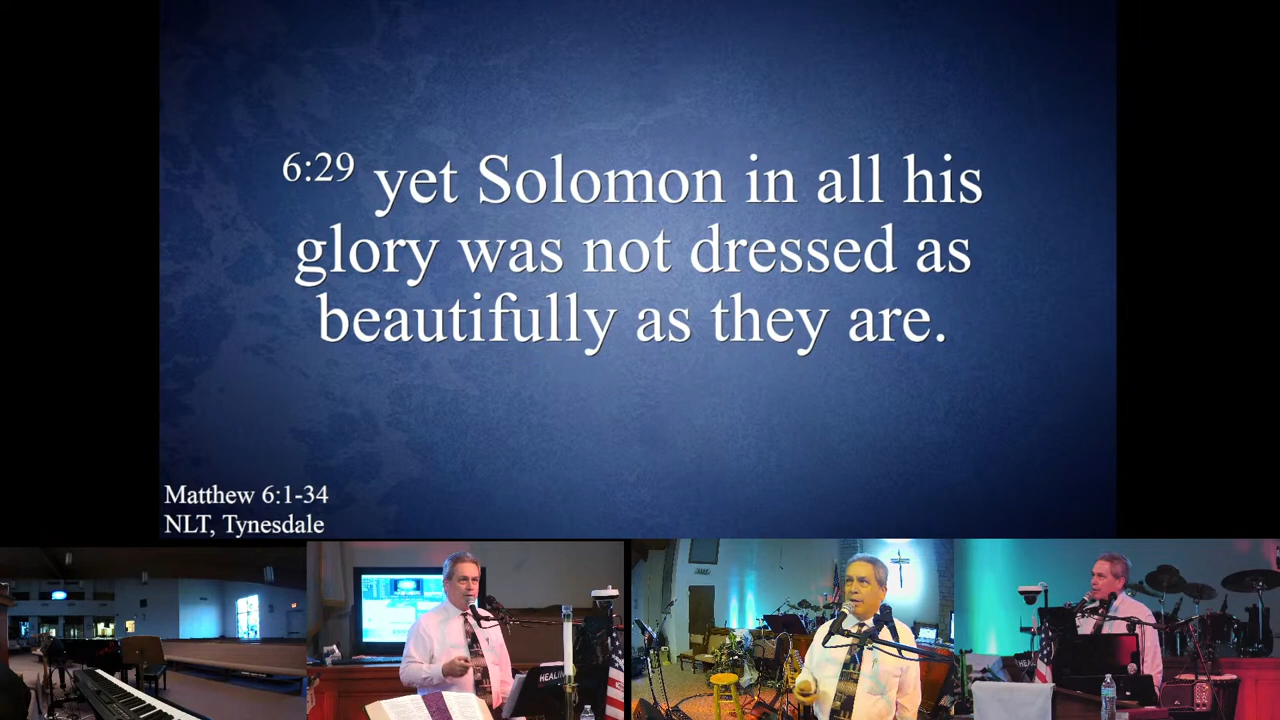 6:29 yet Solomon in all his
glory was not dressed as
beautifully as they are.
Matthew 6:1-34
NLT, Tynesdale